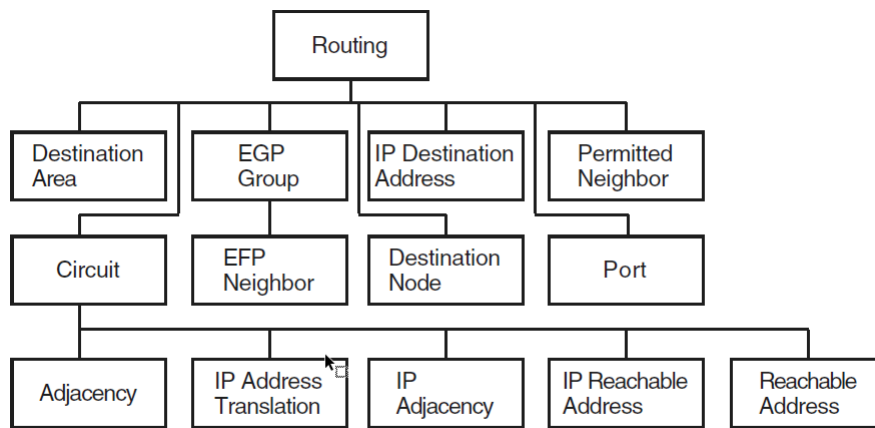 Routing
Destination
Area
EGP
Group
IP Destination
Address
Permitted
Neighbor
Circuit
EFP
Neighbor
Destination
Node
Port
Adjacency
IP Address
Translation
IP
Adjacency
IP Reachable
Address
Reachable
Address